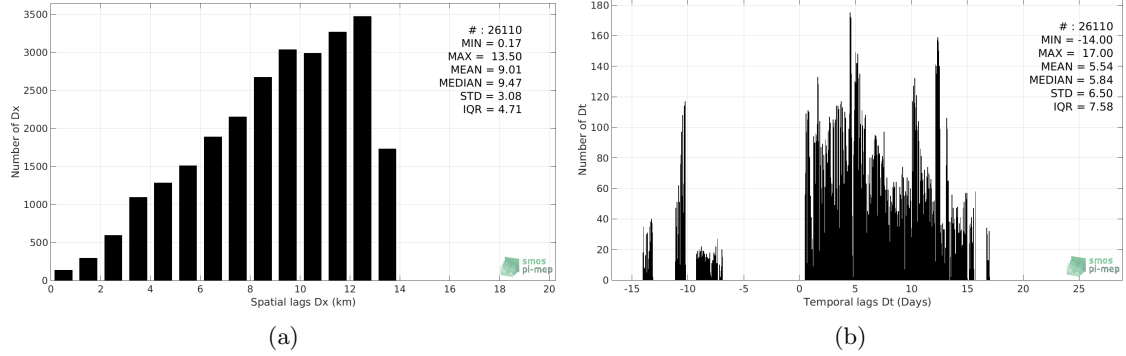 3500
3000
2500
2000
1500
1000
500
0
0
2
4
6
8
10
12
14
16
18
20
Number of Dx
Spatial lags Dx (km)
# : 26110
MIN = 0.17
MAX = 13.50
MEAN = 9.01
MEDIAN = 9.47
STD = 3.08
IQR = 4.71
smos
pi-mep
(a)
180
160
140
120
100
80
60
40
20
0
-15
-10
-5
0
5
10
15
20
25
Number of Dt
Temporal lags Dt (Days)
# : 26110
MIN = -14.00
MAX = 17.00
MEAN = 5.54
MEDIAN = 5.84
STD = 6.50
IQR = 7.58
smos
pi-mep
(b)